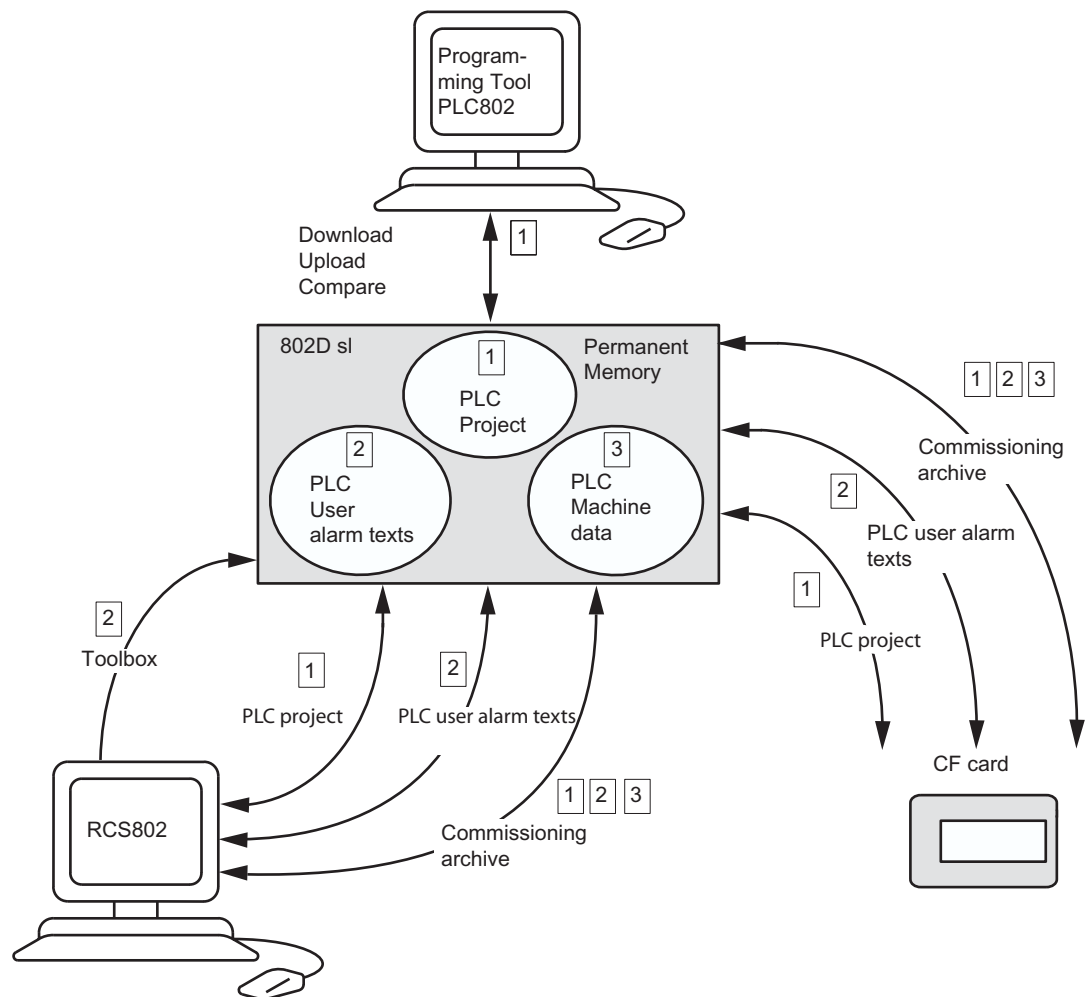 Program-
ming Tool
PLC802
Download
Upload
Compare
1
802D sl
Permanent
Memory
1
PLC
Project
2
PLC
User
alarm texts
3
PLC
Machine
data
1 2 3
Commissioning
archive
2
PLC user alarm
texts
1
PLC project
2
Toolbox
1
PLC project
2
PLC user alarm texts
1 2 3
Commissioning
archive
RCS802
CF card